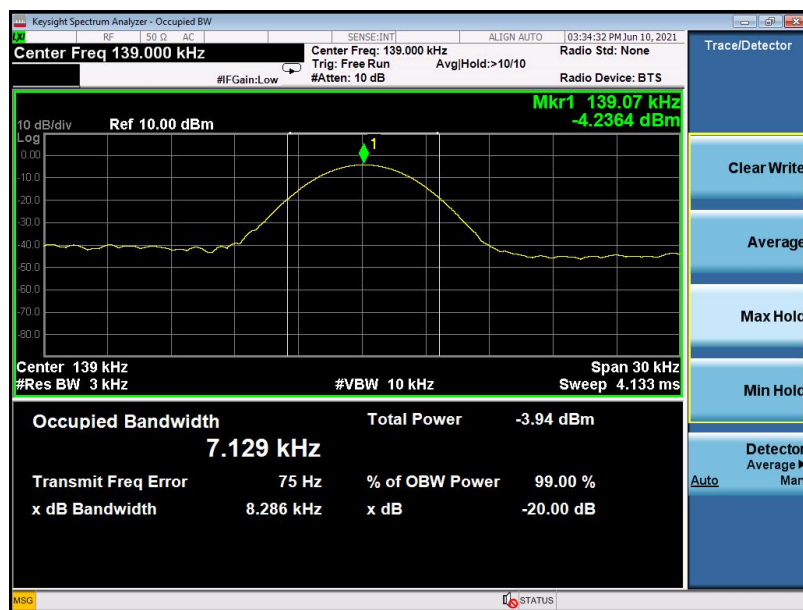 Keysight Spectrum Analyzer - Occupied BW
LXI RF 50 Ω AC SENSE:INT ALIGN AUTO 03:34:32 PM Jun 10, 2021
Center Freq 139.000 kHz
Center Freq: 139.000 kHz Radio Std: None
Trig: Free Run Avg|Hold:>10/10
#IFGain:Low #Atten: 10 dB Radio Device: BTS
Mkr1 139.07 kHz
-4.2364 dBm
10 dB/div Ref 10.00 dBm
Log
1
0.00
-10.0
-20.0
-30.0
-40.0
-50.0
-60.0
-70.0
-80.0
Center 139 kHz Span 30 kHz
#Res BW 3 kHz #VBW 10 kHz Sweep 4.133 ms
Occupied Bandwidth Total Power -3.94 dBm
7.129 kHz
Transmit Freq Error 75 Hz % of OBW Power 99.00 %
x dB Bandwidth 8.286 kHz x dB -20.00 dB
Trace/Detector
Clear Write
Average
Max Hold
Min Hold
Detector
Average
Auto Man
MSG STATUS